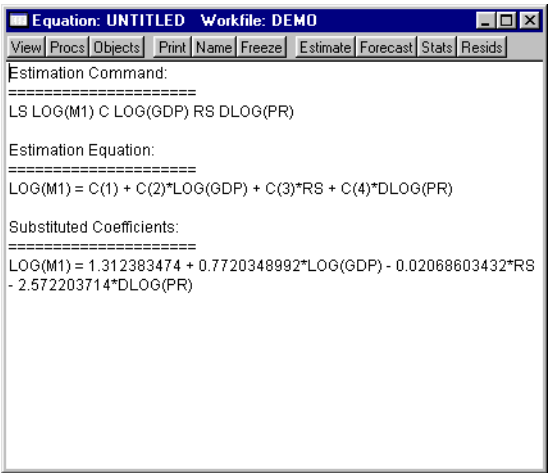 Equation: UNTITLED Workfile: DEMO
View Procs Objects Print Name Freeze Estimate Forecast Stats Resids
Estimation Command:
=====================
LS LOG(M1) C LOG(GDP) RS DLOG(PR)
Estimation Equation:
=====================
LOG(M1) = C(1) + C(2)*LOG(GDP) + C(3)*RS + C(4)*DLOG(PR)
Substituted Coefficients:
=====================
LOG(M1) = 1.312383474 + 0.7720348992*LOG(GDP) - 0.02068603432*RS
- 2.572203714*DLOG(PR)